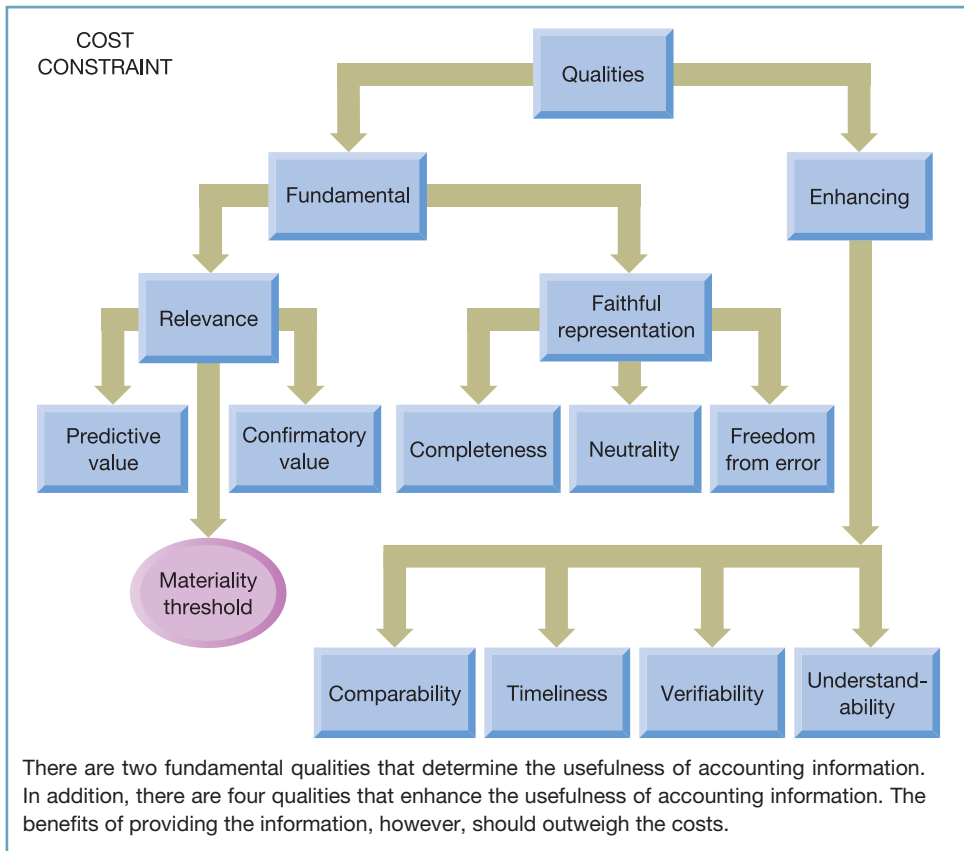 COST
CONSTRAINT
Qualities
Fundamental
Enhancing
Relevance
Faithful
representation
Predictive
value
Confirmatory
value
Completeness
Neutrality
Freedom
from error
Materiality
threshold
Comparability
Timeliness
Verifiability
Understand-
ability
There are two fundamental qualities that determine the usefulness of accounting information.
In addition, there are four qualities that enhance the usefulness of accounting information. The
benefits of providing the information, however, should outweigh the costs.